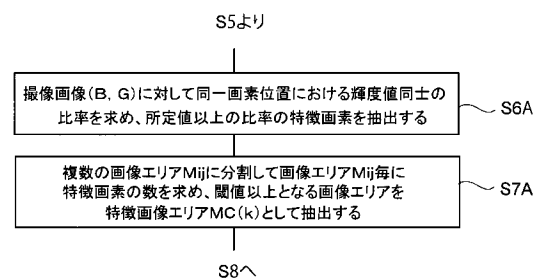 S5より
撮像画像(B, G)に対して同一画素位置における輝度値同士の
比率を求め、所定値以上の比率の特徴画素を抽出する
S6A
複数の画像エリアMijに分割して画像エリアMij毎に
特徴画素の数を求め、閾値以上となる画像エリアを
特徴画像エリアMC(k)として抽出する
S7A
S8へ